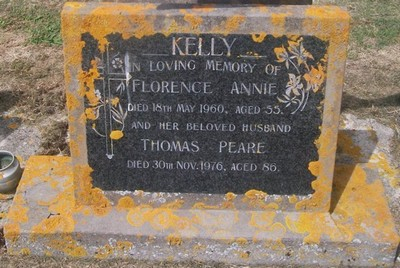 KELLY
IN LOVING MEMORY OF
FLORENCE ANNIE
DIED 18TH MAY 1960, AGED 55.
AND HER BELOVED HUSBAND
THOMAS PEARE
DIED 30TH NOV. 1976, AGED 86.